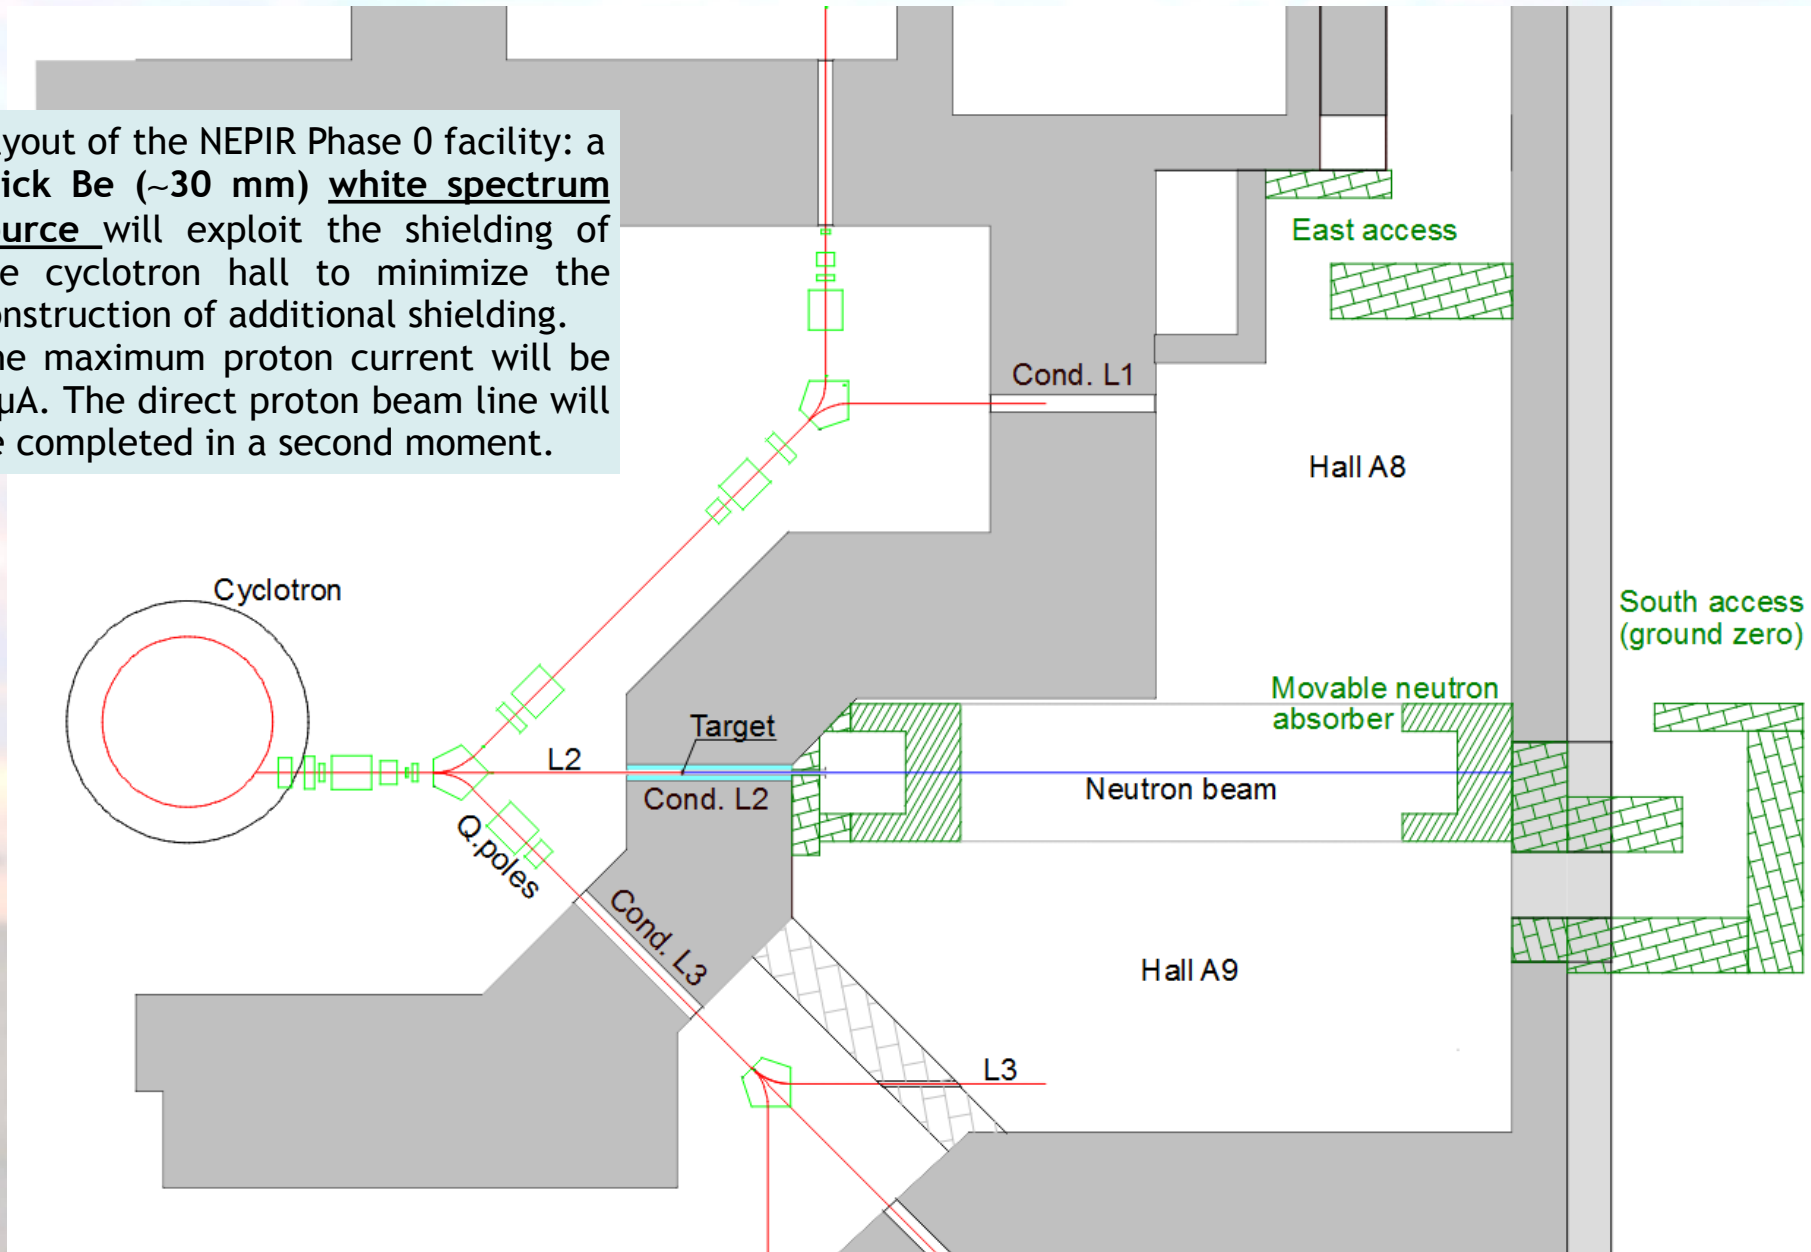 ayout of the NEPIR Phase 0 facility: a
ick Be (~30 mm) white spectrum
urce will exploit the shielding of
e cyclotron hall to minimize the
onstruction of additional shielding.
he maximum proton current will be
µA. The direct proton beam line will
e completed in a second moment.
East access
Cond. L1
Hall A8
Cyclotron
South access
(ground zero)
Movable neutron
absorber
Target
L2
Cond. L2
Neutron beam
Q.poles
Cond. L3
Hall A9
L3